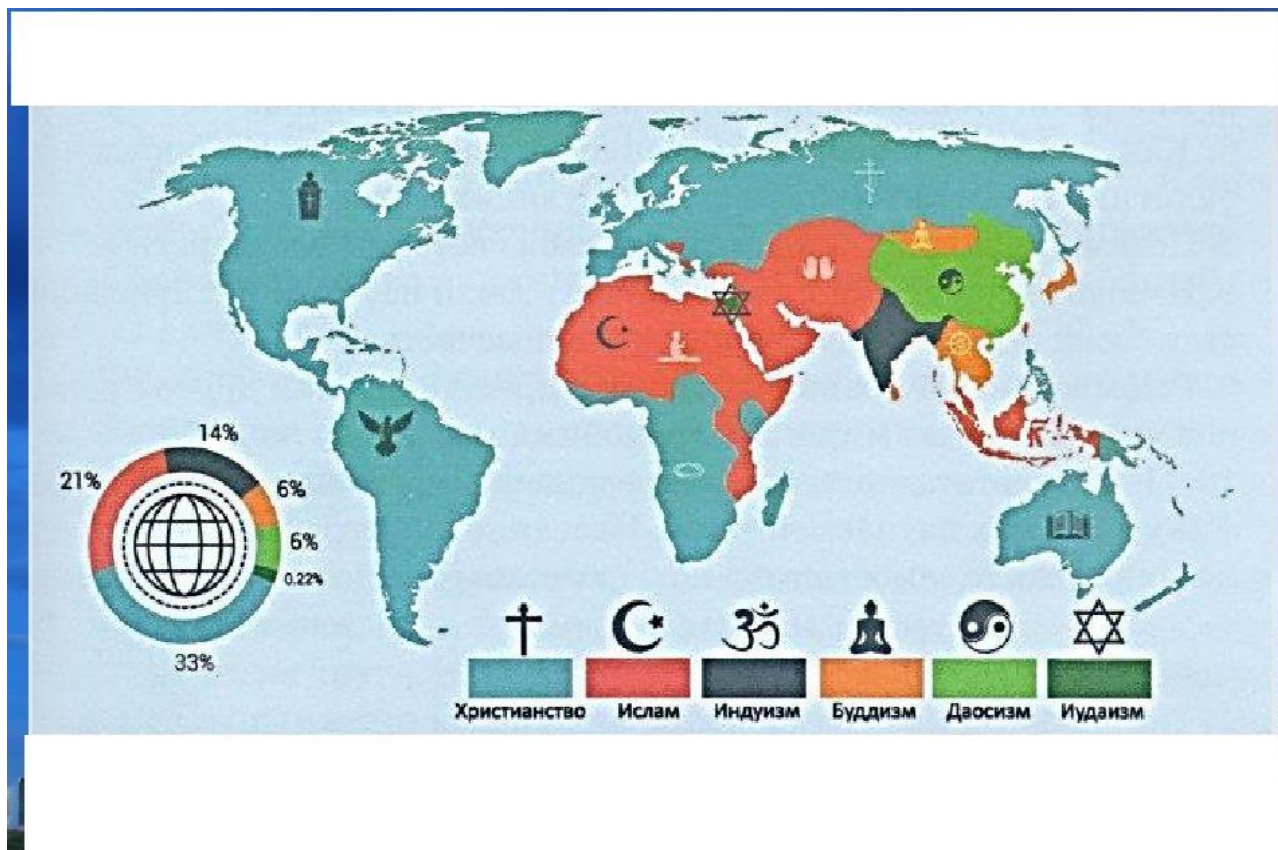 14%
21%
6%
6%
0.22%
33%
Христианство
Ислам
Индуизм
Буддизм
Даосизм
Иудаизм